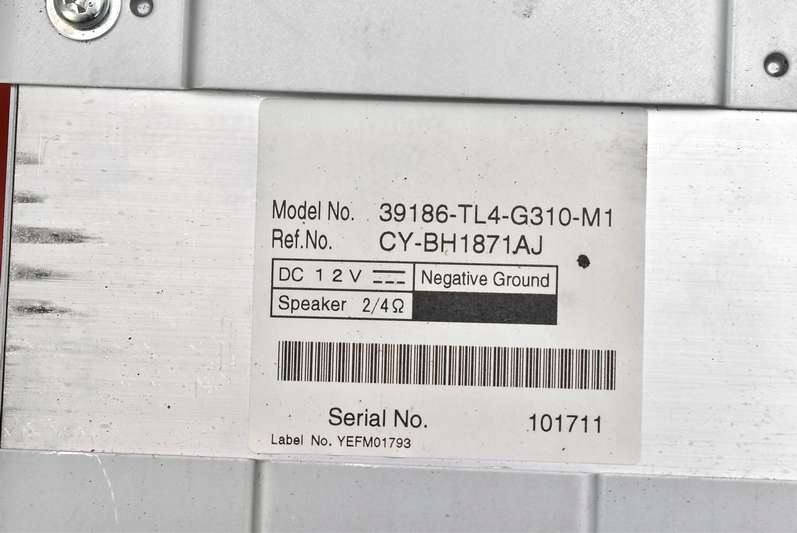 Model No. 39186-TL4-G310-M1
Ref.No. CY-BH1871AJ
DC 12V Negative Ground
Speaker 2/4Ω
Serial No. 101711
Label No. YEFM01793